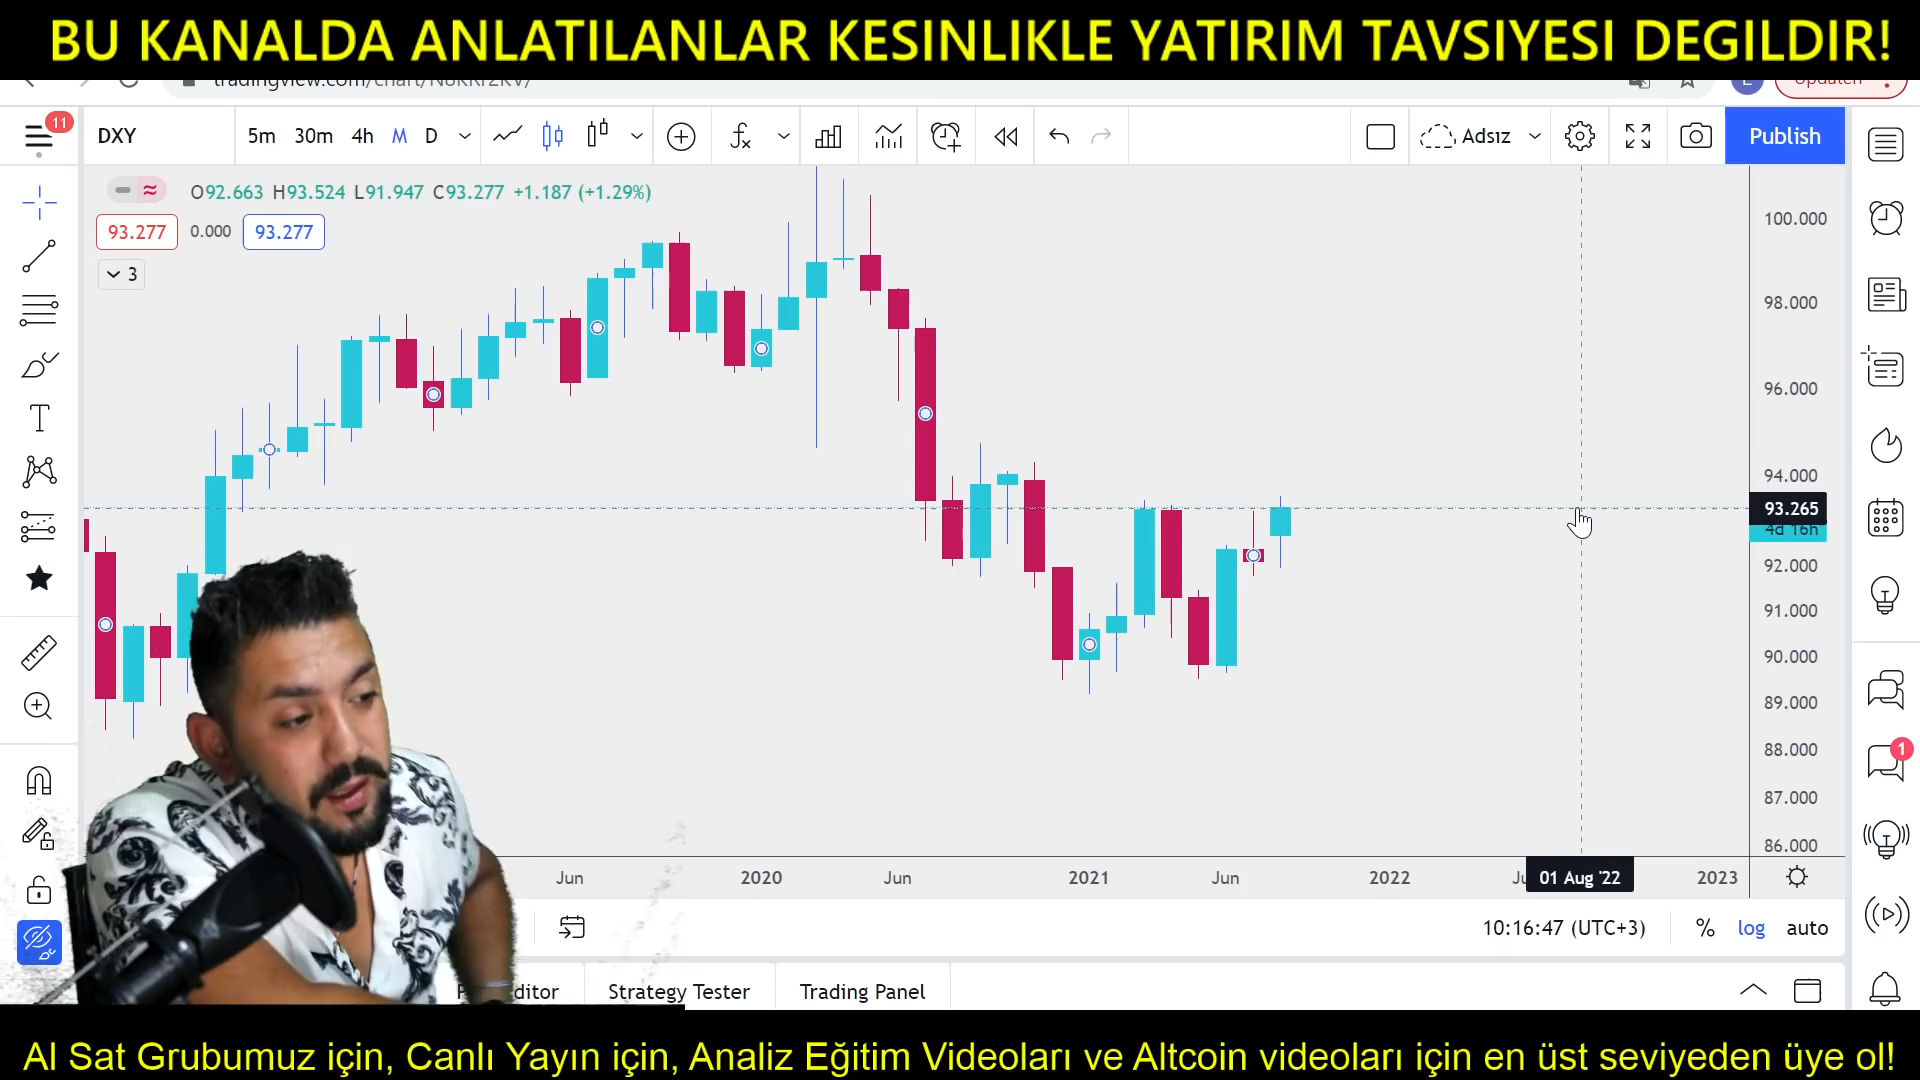 BU KANALDA ANLATILANLAR KESINLIKLE YATIRIM TAVSIYESI DEGILDIR!
11
DXY 5m 30m 4h M D Adsız Publish
O92.663 H93.524 L91.947 C93.277 +1.187 (+1.29%)
93.277 0.000 93.277
3
100.000
98.000
96.000
94.000
93.265
4d 16h
92.000
91.000
90.000
89.000
88.000
87.000
86.000
1
Jun 2020 Jun 2021 Jun 2022 01 Aug '22 2023
10:16:47 (UTC+3) % log auto
Strategy Tester Trading Panel
Al Sat Grubumuz için, Canlı Yayın için, Analiz Eğitim Videoları ve Altcoin videoları için en üst seviyeden üye ol!